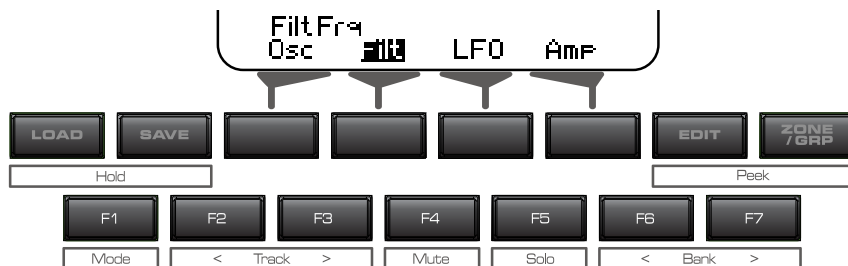 FiltFrq
Osc Filt LFO Amp
LOAD SAVE EDIT ZONE /GRP
Hold Peek
F1 F2 F3 F4 F5 F6 F7
Mode < Track > Mute Solo < Bank >